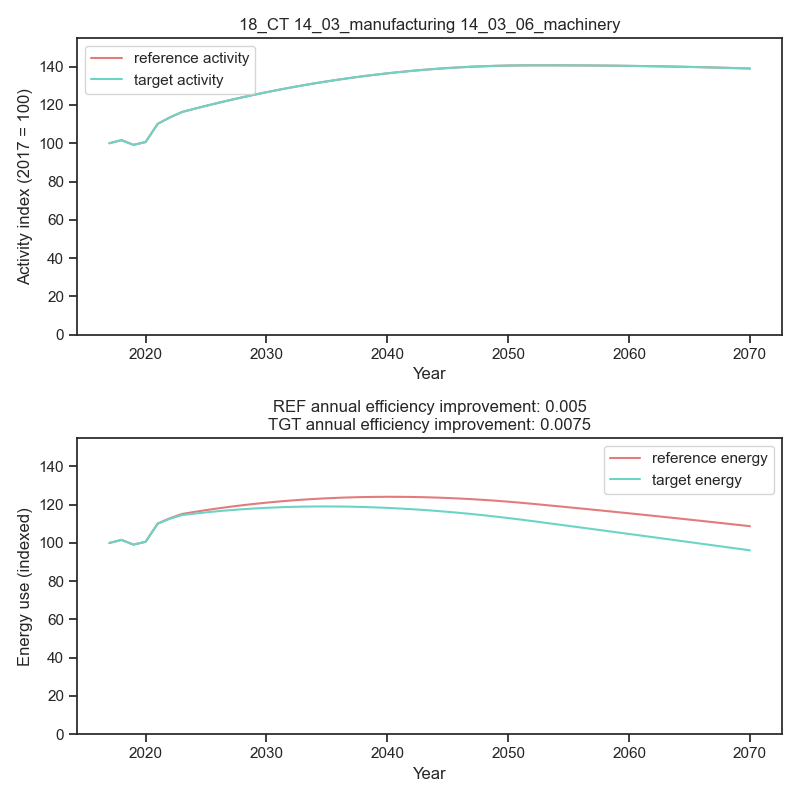 18_CT 14_03_manufacturing 14_03_06_machinery
reference activity
target activity
Activity index (2017 = 100)
140
120
100
80
60
40
20
0
2020 2030 2040 2050 2060 2070
Year
REF annual efficiency improvement: 0.005
TGT annual efficiency improvement: 0.0075
reference energy
target energy
Energy use (indexed)
140
120
100
80
60
40
20
0
2020 2030 2040 2050 2060 2070
Year